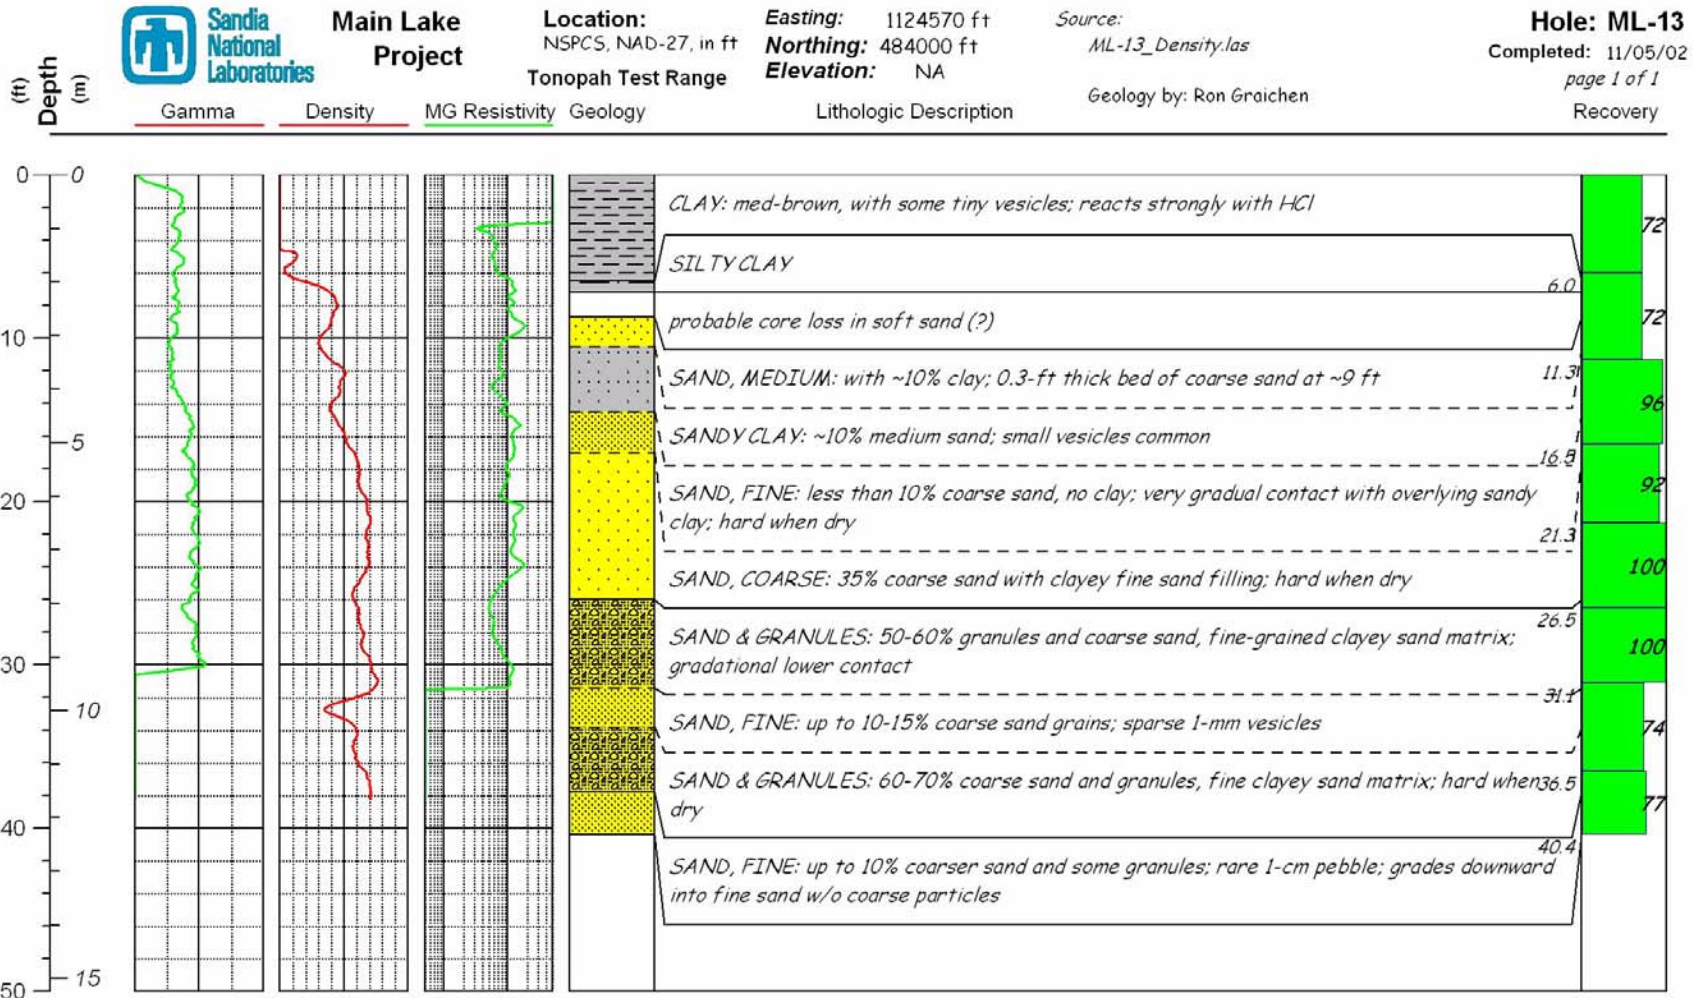 Sandia
National
Laboratories
Main Lake
Project
Location:
NSPCS, NAD-27, in ft
Tonopah Test Range
Easting: 1124570 ft
Northing: 484000 ft
Elevation: NA
Source:
ML-13_Density.las
Geology by: Ron Graichen
Hole: ML-13
Completed: 11/05/02
page 1 of 1
(ft)
Depth
(m)
Gamma
Density
MG Resistivity
Geology
Lithologic Description
Recovery
0
0
CLAY: med-brown, with some tiny vesicles; reacts strongly with HCl
72
SILTY CLAY
6.0
probable core loss in soft sand (?)
72
10
SAND, MEDIUM: with ~10% clay; 0.3-ft thick bed of coarse sand at ~9 ft
11.3
96
5
SANDY CLAY: ~10% medium sand; small vesicles common
92
20
SAND, FINE: less than 10% coarse sand, no clay; very gradual contact with overlying sandy
clay; hard when dry
21.3
SAND, COARSE: 35% coarse sand with clayey fine sand filling; hard when dry
100
26.5
SAND & GRANULES: 50-60% granules and coarse sand, fine-grained clayey sand matrix;
gradational lower contact
100
30
31.1
10
SAND, FINE: up to 10-15% coarse sand grains; sparse 1-mm vesicles
74
SAND & GRANULES: 60-70% coarse sand and granules, fine clayey sand matrix; hard when
dry
36.5
77
40
40.4
SAND, FINE: up to 10% coarser sand and some granules; rare 1-cm pebble; grades downward
into fine sand w/o coarse particles
15
50